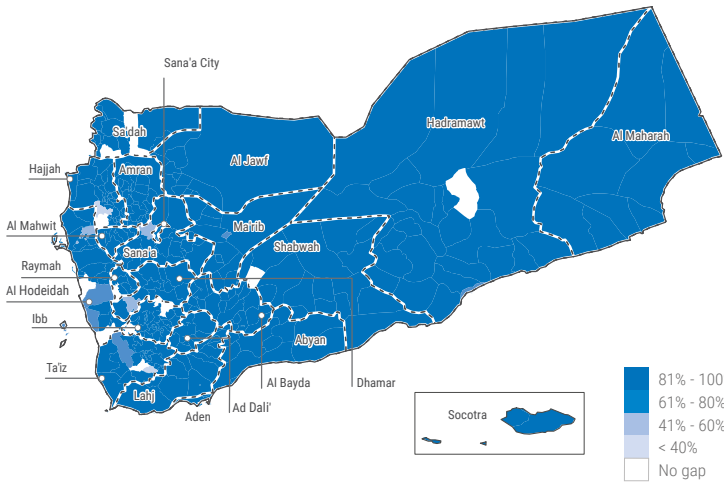 Sana'a City
Sa'dah
Hadramawt
Al Maharah
Al Jawf
Amran
Hajjah
Ma'rib
Al Mahwit
Shabwah
Sana'a
Raymah
Al Hodeidah
Ibb
Abyan
Ta'iz
Al Bayda
Dhamar
Lahj
Ad Dali'
Aden
Socotra
81% - 100
61% - 80%
41% - 60%
< 40%
No gap